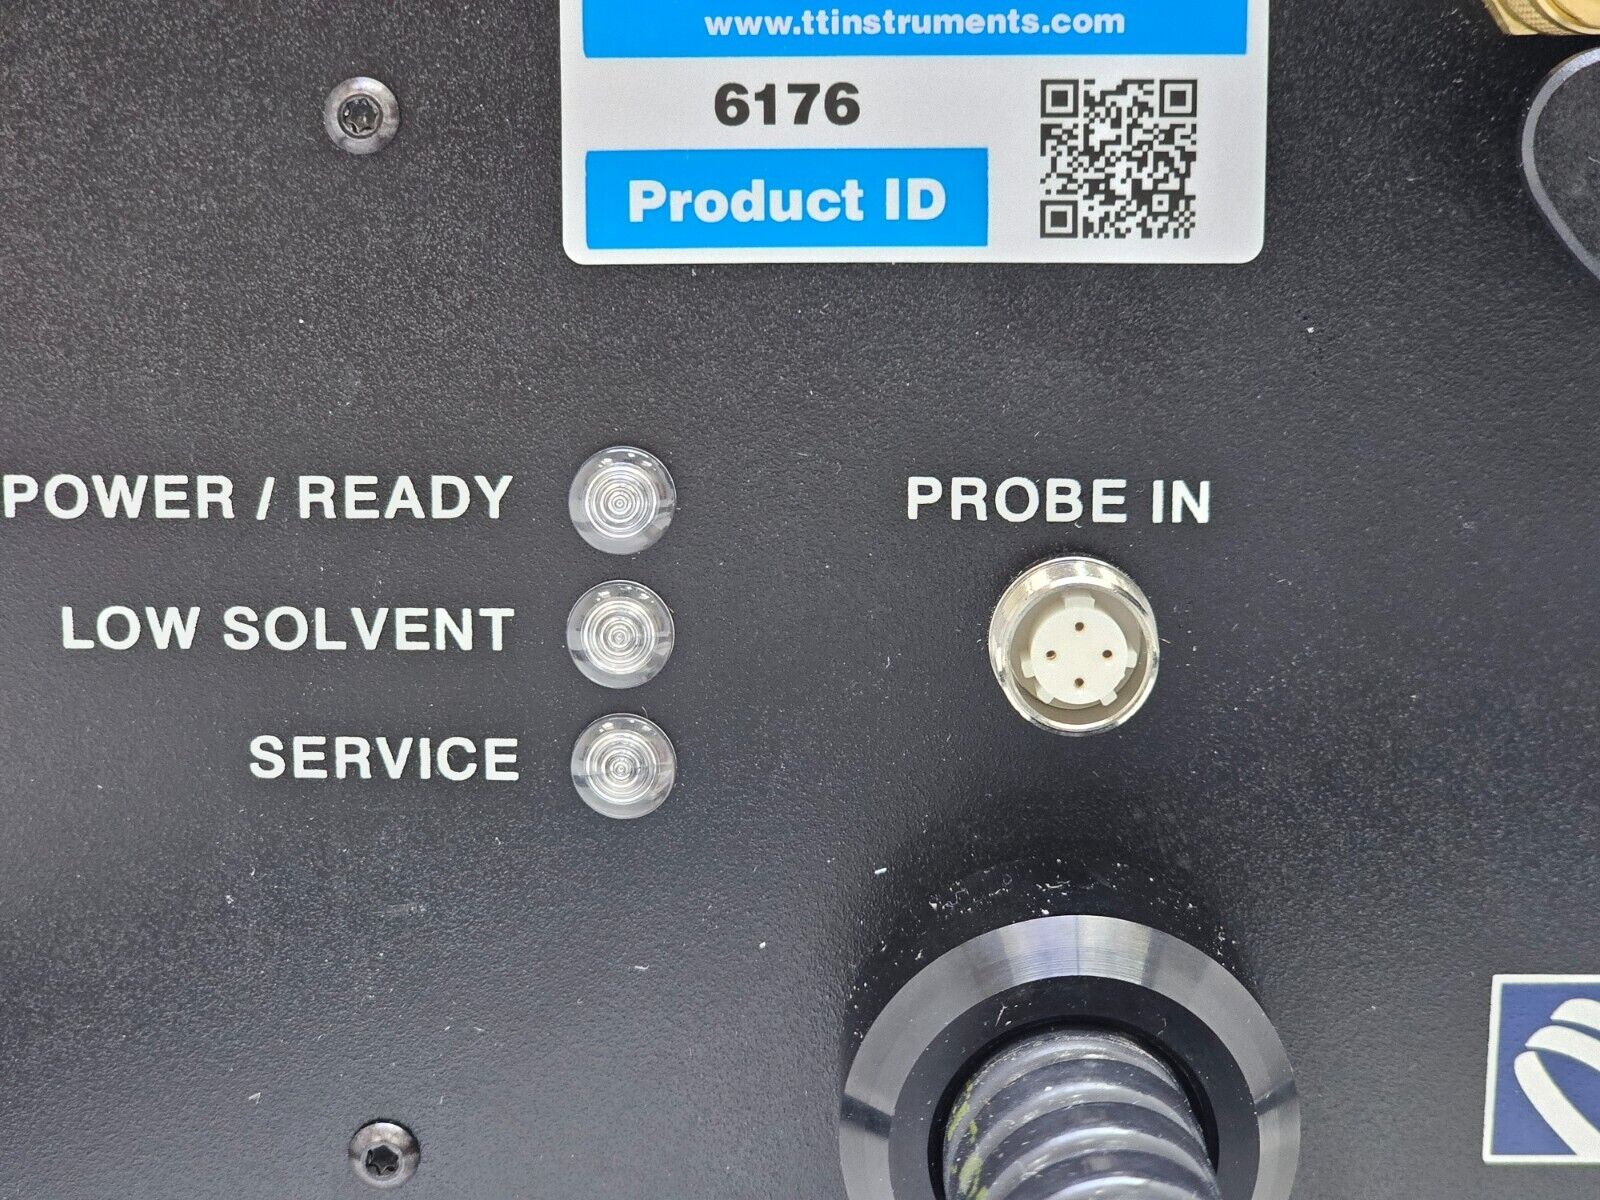 www.ttinstruments.com
6176
Product ID
POWER / READY
PROBE IN
LOW SOLVENT
SERVICE